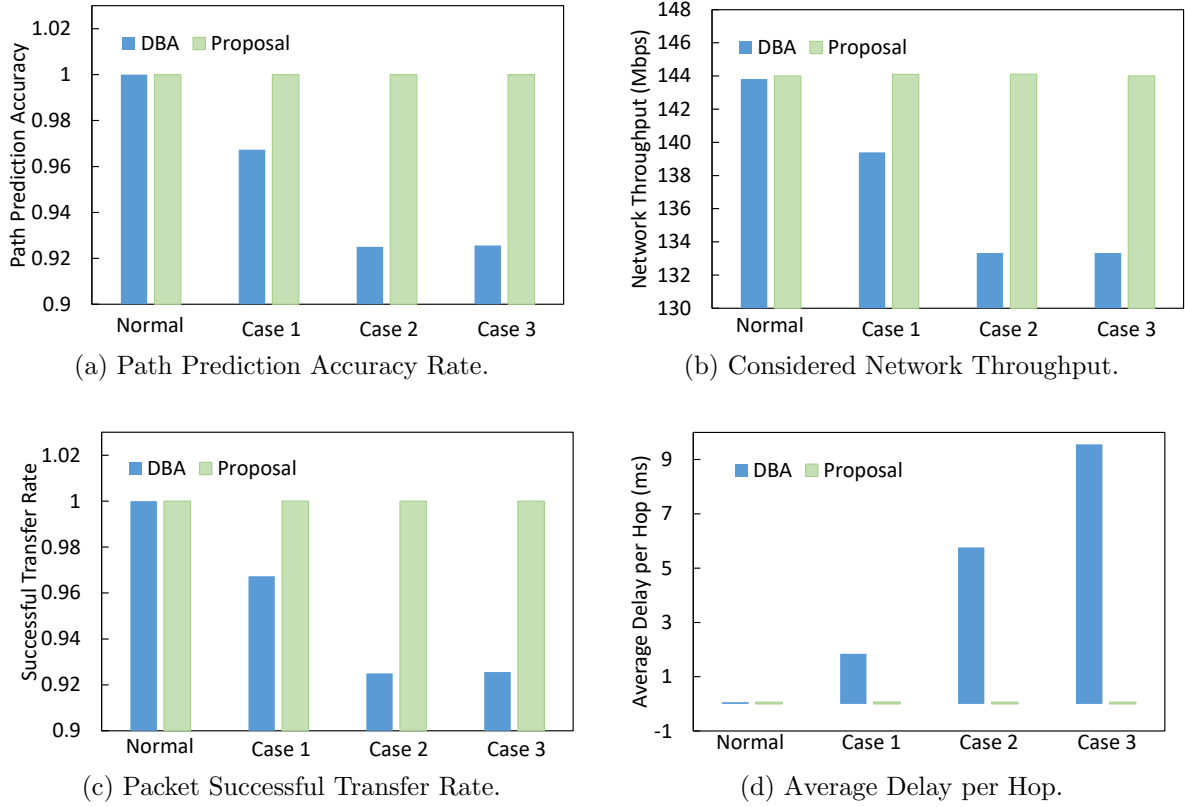 1.02
1
0.98
0.96
0.94
0.92
0.9
Path Prediction Accuracy
DBA Proposal
Normal Case 1 Case 2 Case 3
(a) Path Prediction Accuracy Rate.
148
146
144
142
140
138
136
134
132
130
Network Throughput (Mbps)
DBA Proposal
Normal Case 1 Case 2 Case 3
(b) Considered Network Throughput.
1.02
1
0.98
0.96
0.94
0.92
0.9
Successful Transfer Rate
DBA Proposal
Normal Case 1 Case 2 Case 3
(c) Packet Successful Transfer Rate.
9
7
5
3
1
-1
Average Delay per Hop (ms)
DBA Proposal
Normal Case 1 Case 2 Case 3
(d) Average Delay per Hop.